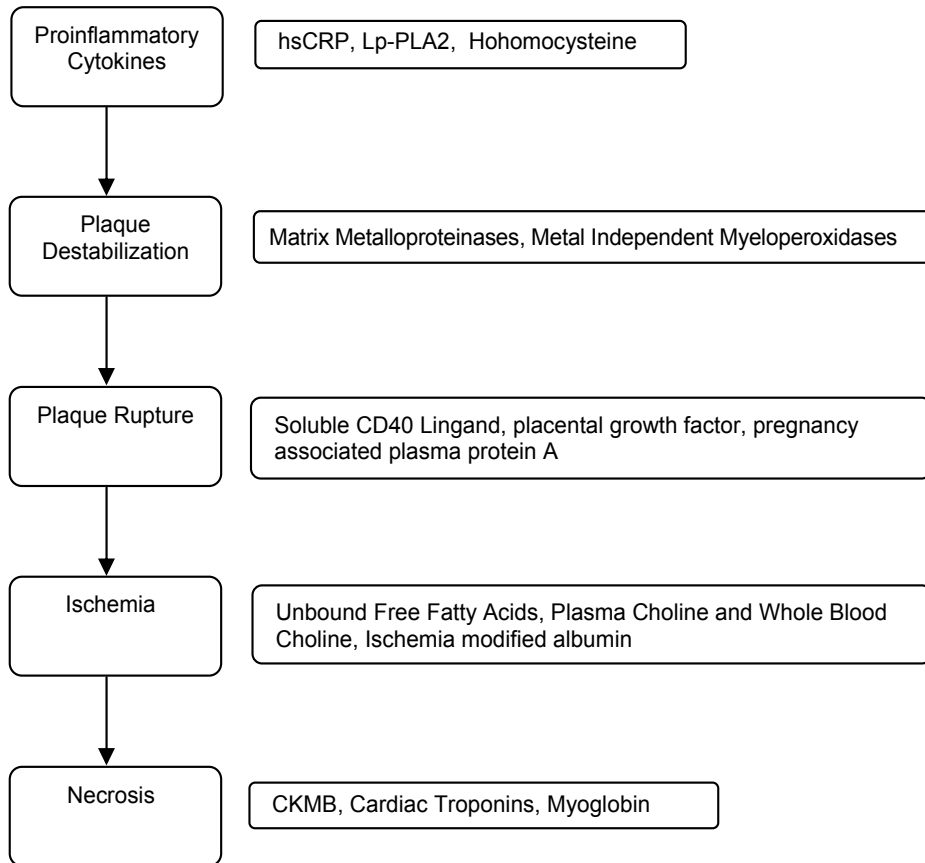 Proinflammatory
Cytokines
hsCRP, Lp-PLA2, Hohomocysteine
Plaque
Destabilization
Matrix Metalloproteinases, Metal Independent Myeloperoxidases
Plaque Rupture
Soluble CD40 Lingand, placental growth factor, pregnancy
associated plasma protein A
Ischemia
Unbound Free Fatty Acids, Plasma Choline and Whole Blood
Choline, Ischemia modified albumin
Necrosis
CKMB, Cardiac Troponins, Myoglobin